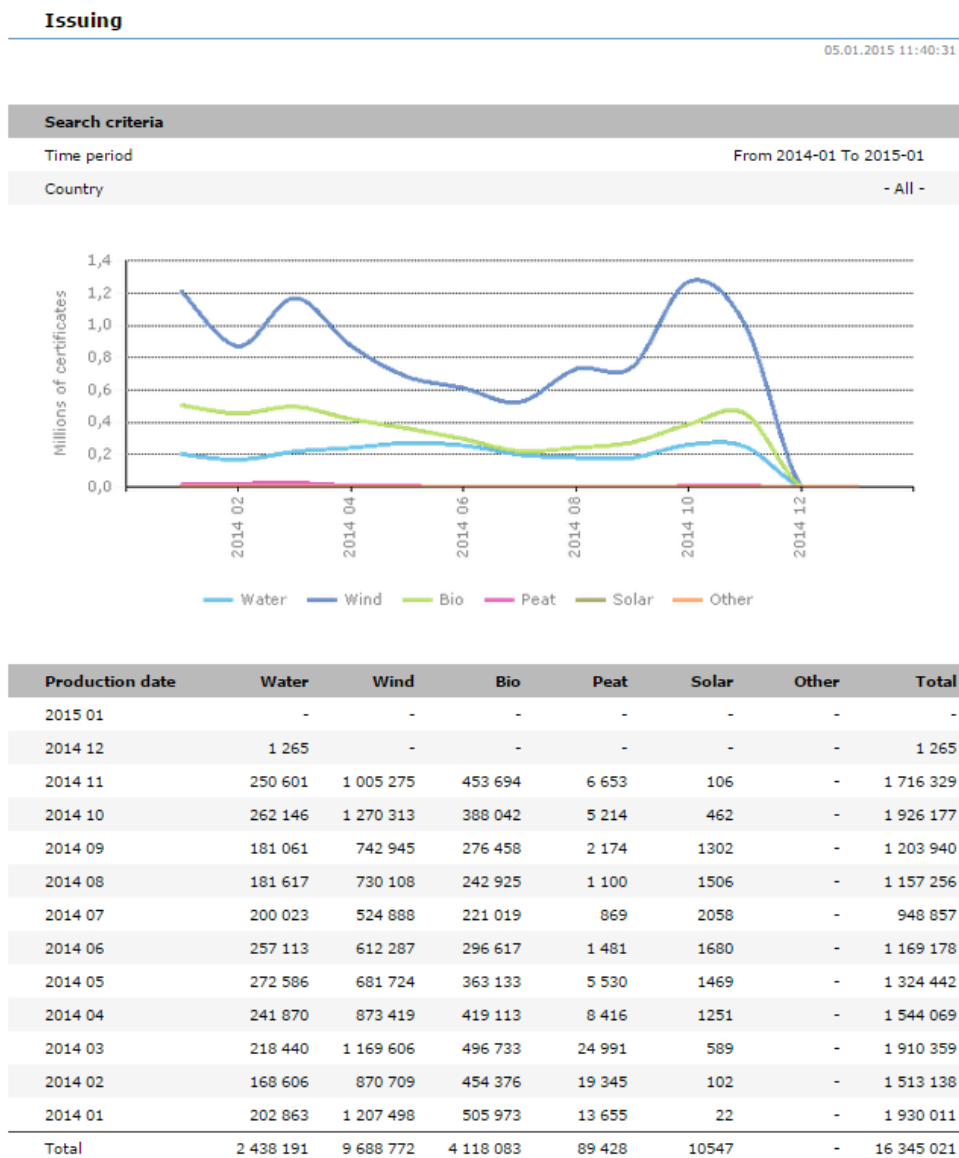 Issuing
05.01.2015 11:40:31
Search criteria
Time period From 2014-01 To 2015-01
Country - All -
Millions of certificates
1,4
1,2
1,0
0,8
0,6
0,4
0,2
0,0
2014 02 2014 04 2014 06 2014 08 2014 10 2014 12
Water Wind Bio Peat Solar Other
Production date Water Wind Bio Peat Solar Other Total
2015 01 - - - - - - -
2014 12 1 265 - - - - - 1 265
2014 11 250 601 1 005 275 453 694 6 653 106 - 1 716 329
2014 10 262 146 1 270 313 388 042 5 214 462 - 1 926 177
2014 09 181 061 742 945 276 458 2 174 1302 - 1 203 940
2014 08 181 617 730 108 242 925 1 100 1506 - 1 157 256
2014 07 200 023 524 888 221 019 869 2058 - 948 857
2014 06 257 113 612 287 296 617 1 481 1680 - 1 169 178
2014 05 272 586 681 724 363 133 5 530 1469 - 1 324 442
2014 04 241 870 873 419 419 113 8 416 1251 - 1 544 069
2014 03 218 440 1 169 606 496 733 24 991 589 - 1 910 359
2014 02 168 606 870 709 454 376 19 345 102 - 1 513 138
2014 01 202 863 1 207 498 505 973 13 655 22 - 1 930 011
Total 2 438 191 9 688 772 4 118 083 89 428 10547 - 16 345 021